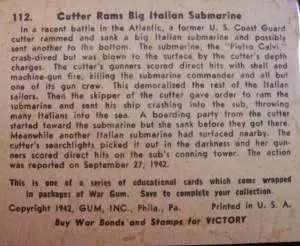 112. Cutter Rams Big Italian Submarine
In a recent battle in the Atlantic, a former U. S. Coast Guard
cutter rammed and sank a big Italian submarine and possibly
sent another to the bottom. The submarine, the "Pietro Calvi,"
crash-dived but was blown to the surface by the cutter's depth
charges. The cutter's gunners scored direct hits with shell and
machine-gun fire, killing the submarine commander and all but
one of its gun crew. This demoralized the rest of the Italian
sailors. Then the skipper of the cutter gave order to ram the
submarine and sent his ship crashing into the sub, throwing
many Italians into the sea. A boarding party from the cutter
started toward the submarine but the sank before they got there.
Meanwhile another Italian submarine had surfaced nearby. The
cutter's searchlights picked it out in the darkness and her gun-
ners scored direct hits on the sub's conning tower. The action
was reported on September 27, 1942.
This is one of a series of educational cards which come wrapped
in packages of War Gum. Save to complete your collection.
Copyright 1942, GUM, INC., Phila., Pa. Printed in U. S. A.
Buy War Bonds and Stamps for VICTORY